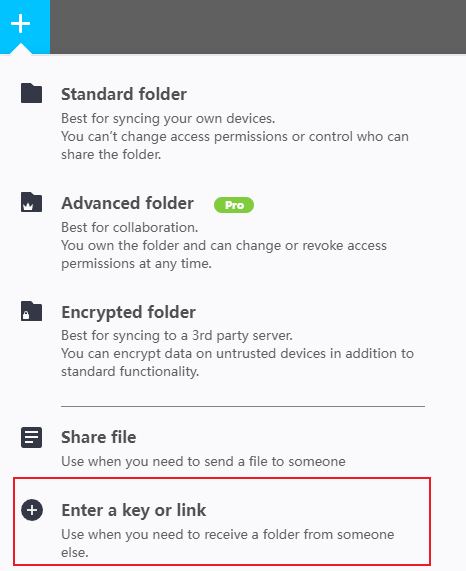 Standard folder
Best for syncing your own devices.
You can't change access permissions or control who can
share the folder.
Advanced folder Pro
Best for collaboration.
You own the folder and can change or revoke access
permissions at any time.
Encrypted folder
Best for syncing to a 3rd party server.
You can encrypt data on untrusted devices in addition to
standard functionality.
Share file
Use when you need to send a file to someone
Enter a key or link
Use when you need to receive a folder from someone
else.